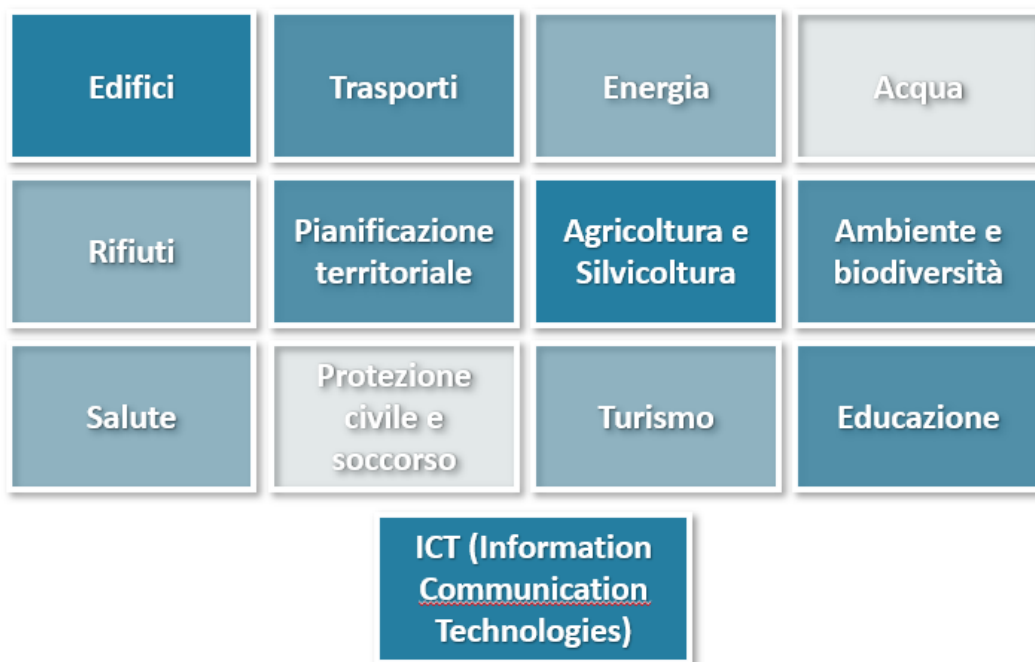 Edifici
Trasporti
Energia
Acqua
Rifiuti
Pianificazione
territoriale
Agricoltura e
Silvicoltura
Ambiente e
biodiversità
Salute
Protezione
civile e
soccorso
Turismo
Educazione
ICT (Information
Communication
Technologies)